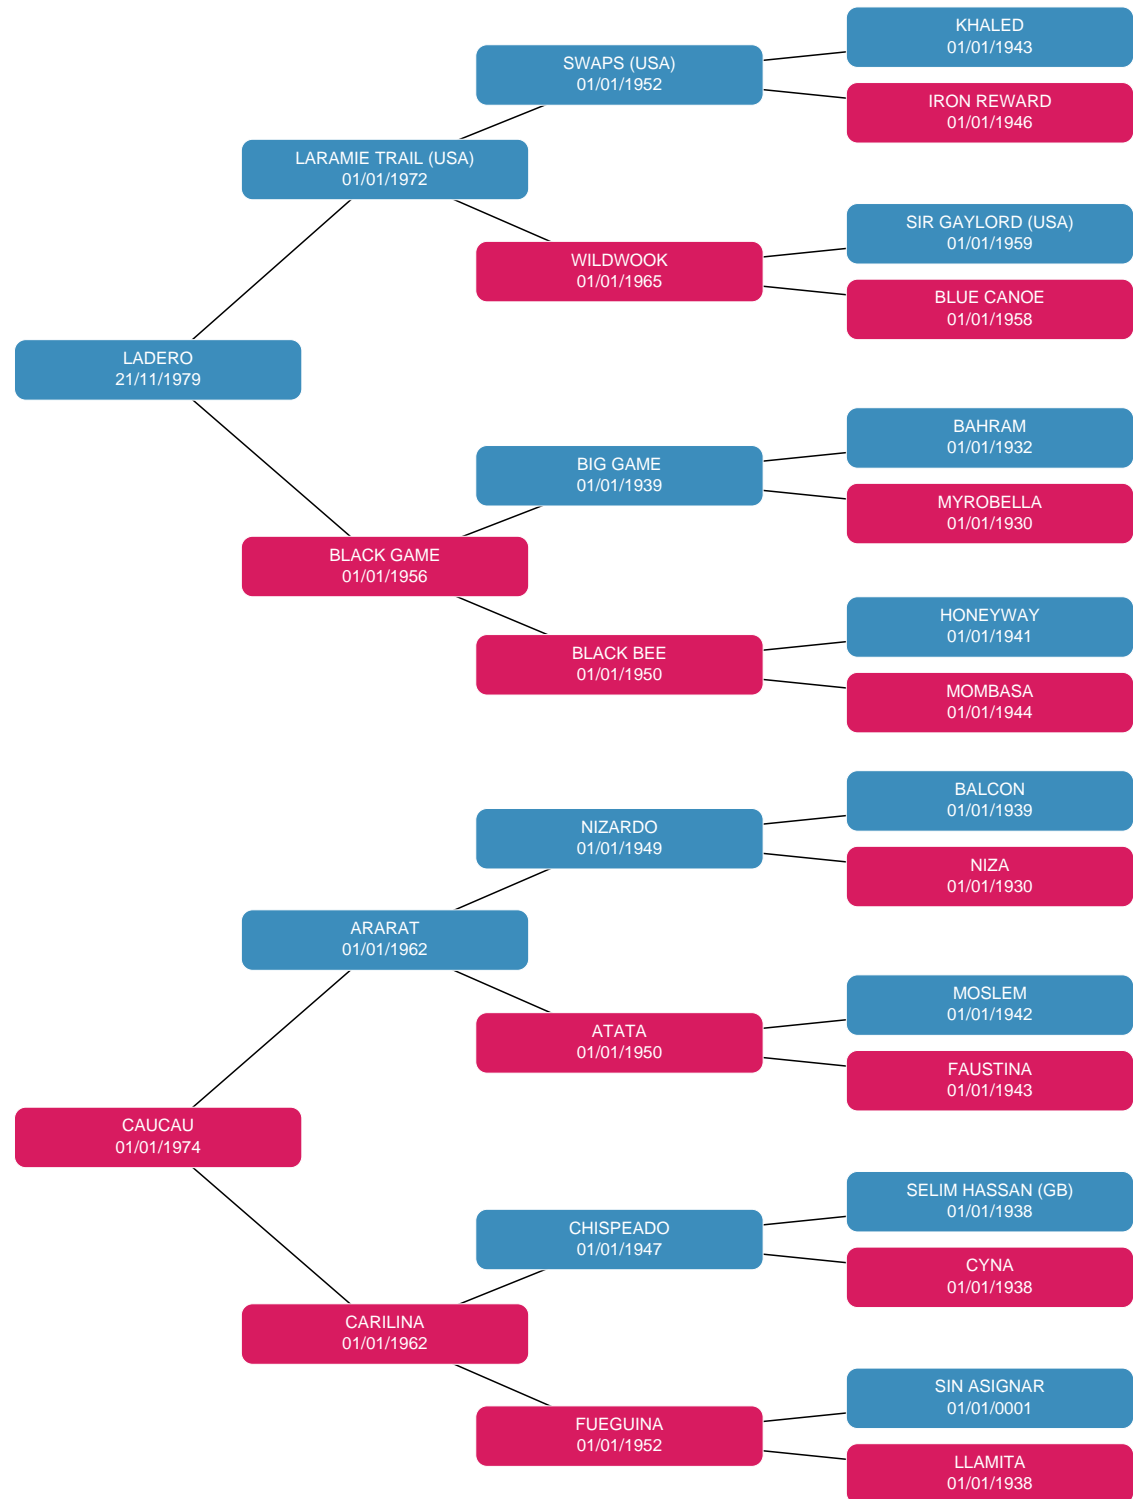 KHALED
01/01/1943
SWAPS (USA)
01/01/1952
IRON REWARD
01/01/1946
LARAMIE TRAIL (USA)
01/01/1972
SIR GAYLORD (USA)
01/01/1959
WILDWOOK
01/01/1965
BLUE CANOE
01/01/1958
LADERO
21/11/1979
BAHRAM
01/01/1932
BIG GAME
01/01/1939
MYROBELLA
01/01/1930
BLACK GAME
01/01/1956
HONEYWAY
01/01/1941
BLACK BEE
01/01/1950
MOMBASA
01/01/1944
BALCON
01/01/1939
NIZARDO
01/01/1949
NIZA
01/01/1930
ARARAT
01/01/1962
MOSLEM
01/01/1942
ATATA
01/01/1950
FAUSTINA
01/01/1943
CAUCAU
01/01/1974
SELIM HASSAN (GB)
01/01/1938
CHISPEADO
01/01/1947
CYNA
01/01/1938
CARILINA
01/01/1962
SIN ASIGNAR
01/01/0001
FUEGUINA
01/01/1952
LLAMITA
01/01/1938